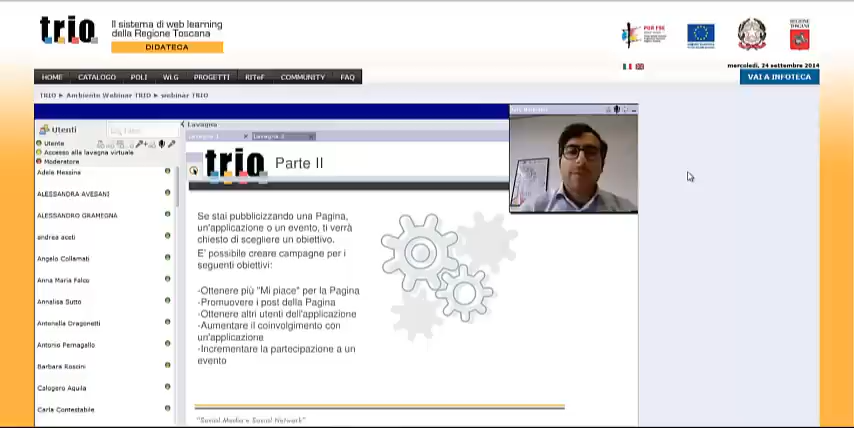 trio
Il sistema di web learning
della Regione Toscana
DIDATECA
POR FSE
REGIONE
TOSCANA
mercoledì, 24 settembre 2014
HOME CATALOGO POLI WLG PROGETTI RITeF COMMUNITY FAQ
VAI A INFOTECA
TRIO ► Ambiente Webinar TRIO ► webinar TRIO
Utenti
Lavagna
Utente
Accesso alla lavagna virtuale
Moderatore
Adele Messina
ALESSANDRA AVESANI
ALESSANDRO GRAMEGNA
andrea aceti
Angelo Collamati
Anna Maria Falco
Annalisa Sutto
Antonella Dragonetti
Antonio Pernagallo
Barbara Roscini
Calogero Aquila
Carla Contestabile
trio Parte II
Se stai pubblicizzando una Pagina,
un'applicazione o un evento, ti verrà
chiesto di scegliere un obiettivo.
E' possibile creare campagne per i
seguenti obiettivi:
-Ottenere più "Mi piace" per la Pagina
-Promuovere i post della Pagina
-Ottenere altri utenti dell'applicazione
-Aumentare il coinvolgimento con
un'applicazione
-Incrementare la partecipazione a un
evento
"Social Media e Social Network"